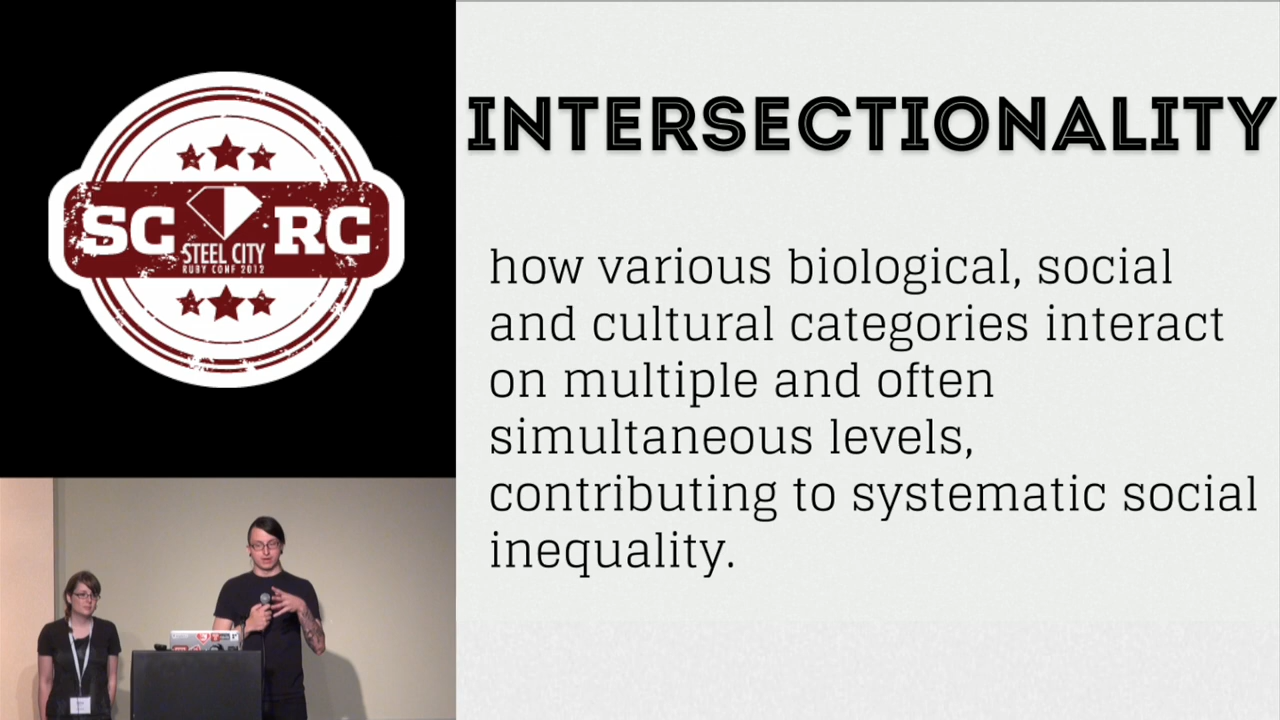 SC RC
STEEL CITY
RUBY CONF 2012
INTERSECTIONALITY
how various biological, social
and cultural categories interact
on multiple and often
simultaneous levels,
contributing to systematic social
inequality.